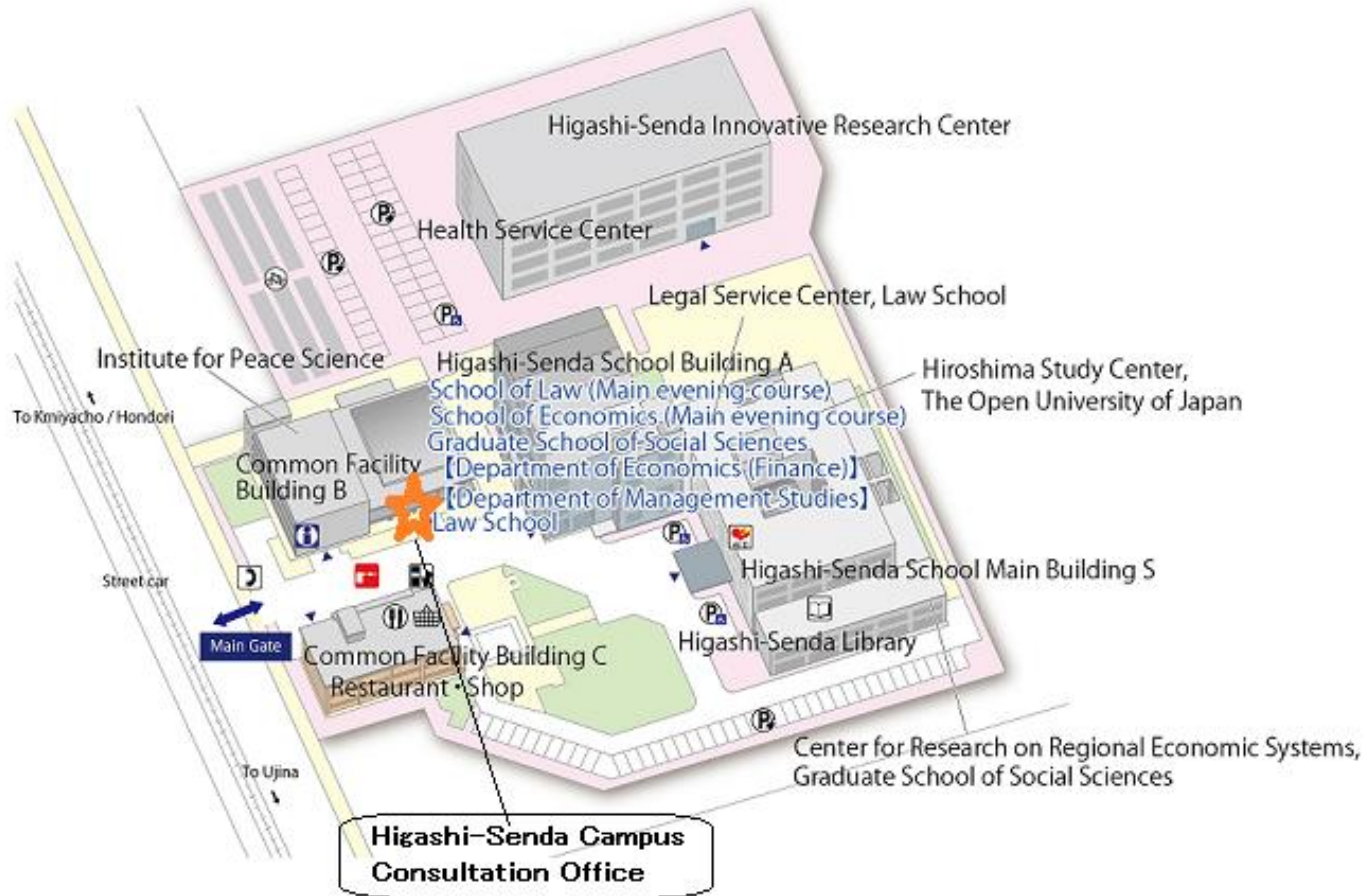 Higashi-Senda Innovative Research Center
Health Service Center
Legal Service Center, Law School
Institute for Peace Science
Higashi-Senda School Building A
School of Law (Main evening course)
School of Economics (Main evening course)
Graduate School of Social Sciences
【Department of Economics (Finance)】
【Department of Management Studies】
Law School
Hiroshima Study Center,
The Open University of Japan
To Kmiyacho / Hondori
Common Facility
Building B
Street car
Main Gate
Higashi-Senda School Main Building S
Higashi-Senda Library
Common Facility Building C
Restaurant・Shop
Center for Research on Regional Economic Systems,
Graduate School of Social Sciences
To Ujina
Higashi-Senda Campus
Consultation Office